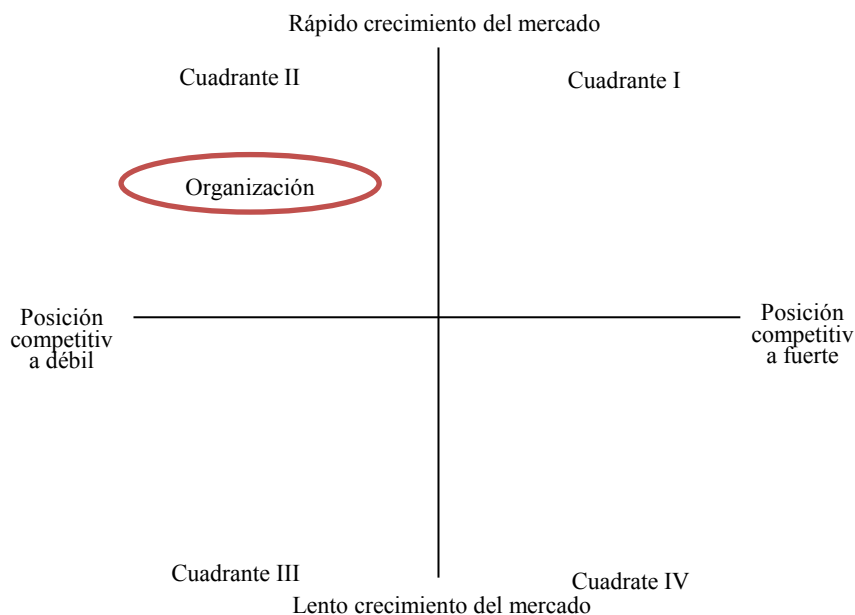 Rápido crecimiento del mercado
Cuadrante II
Cuadrante I
Organización
Posición
competitiv
a débil
Posición
competitiv
a fuerte
Cuadrante III
Cuadrate IV
Lento crecimiento del mercado